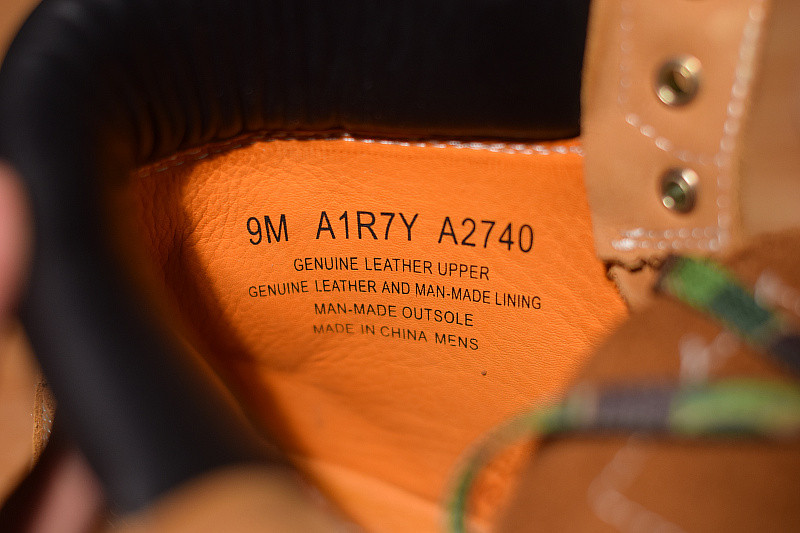 9M A1R7Y A2740
GENUINE LEATHER UPPER
GENUINE LEATHER AND MAN-MADE LINING
MAN-MADE OUTSOLE
MADE IN CHINA MENS